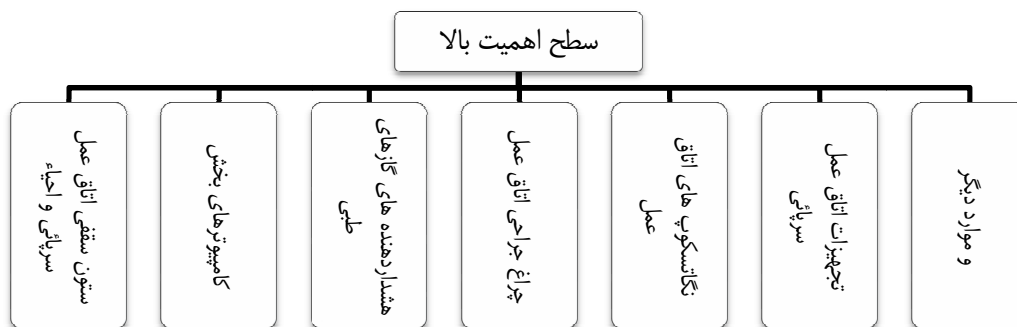 سطح اهمیت بالا
ستون سقفی اتاق عمل
سرپائی و احیاء
کامپیوترهای بخش
هشداردهنده های گازهای
طبی
چراغ جراحی اتاق عمل
نگاتسکوپ های اتاق
عمل
تجهیزات اتاق عمل
سرپائی
و موارد دیگر